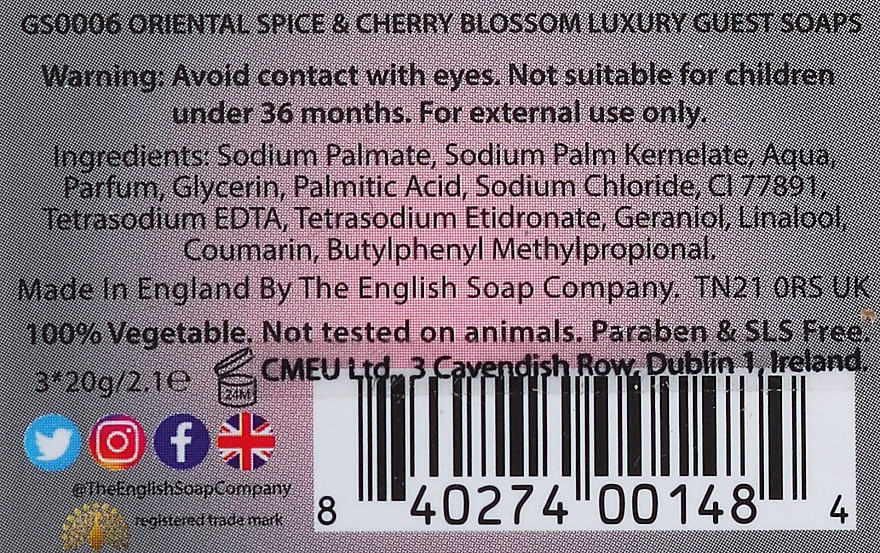 GS0006 ORIENTAL SPICE & CHERRY BLOSSOM LUXURY GUEST SOAPS
Warning: Avoid contact with eyes. Not suitable for children
under 36 months. For external use only.
Ingredients: Sodium Palmate, Sodium Palm Kernelate, Aqua,
Parfum, Glycerin, Palmitic Acid, Sodium Chloride, CI 77891,
Tetrasodium EDTA, Tetrasodium Etidronate, Geraniol, Linalool,
Coumarin, Butylphenyl Methylpropional.
Made In England By The English Soap Company. TN21 0RS UK
100% Vegetable. Not tested on animals. Paraben & SLS Free.
CMEU Ltd., 3 Cavendish Row, Dublin 1, Ireland.
3*20g/2.1℮
24M
@TheEnglishSoapCompany
registered trade mark
8 40274 00148 4